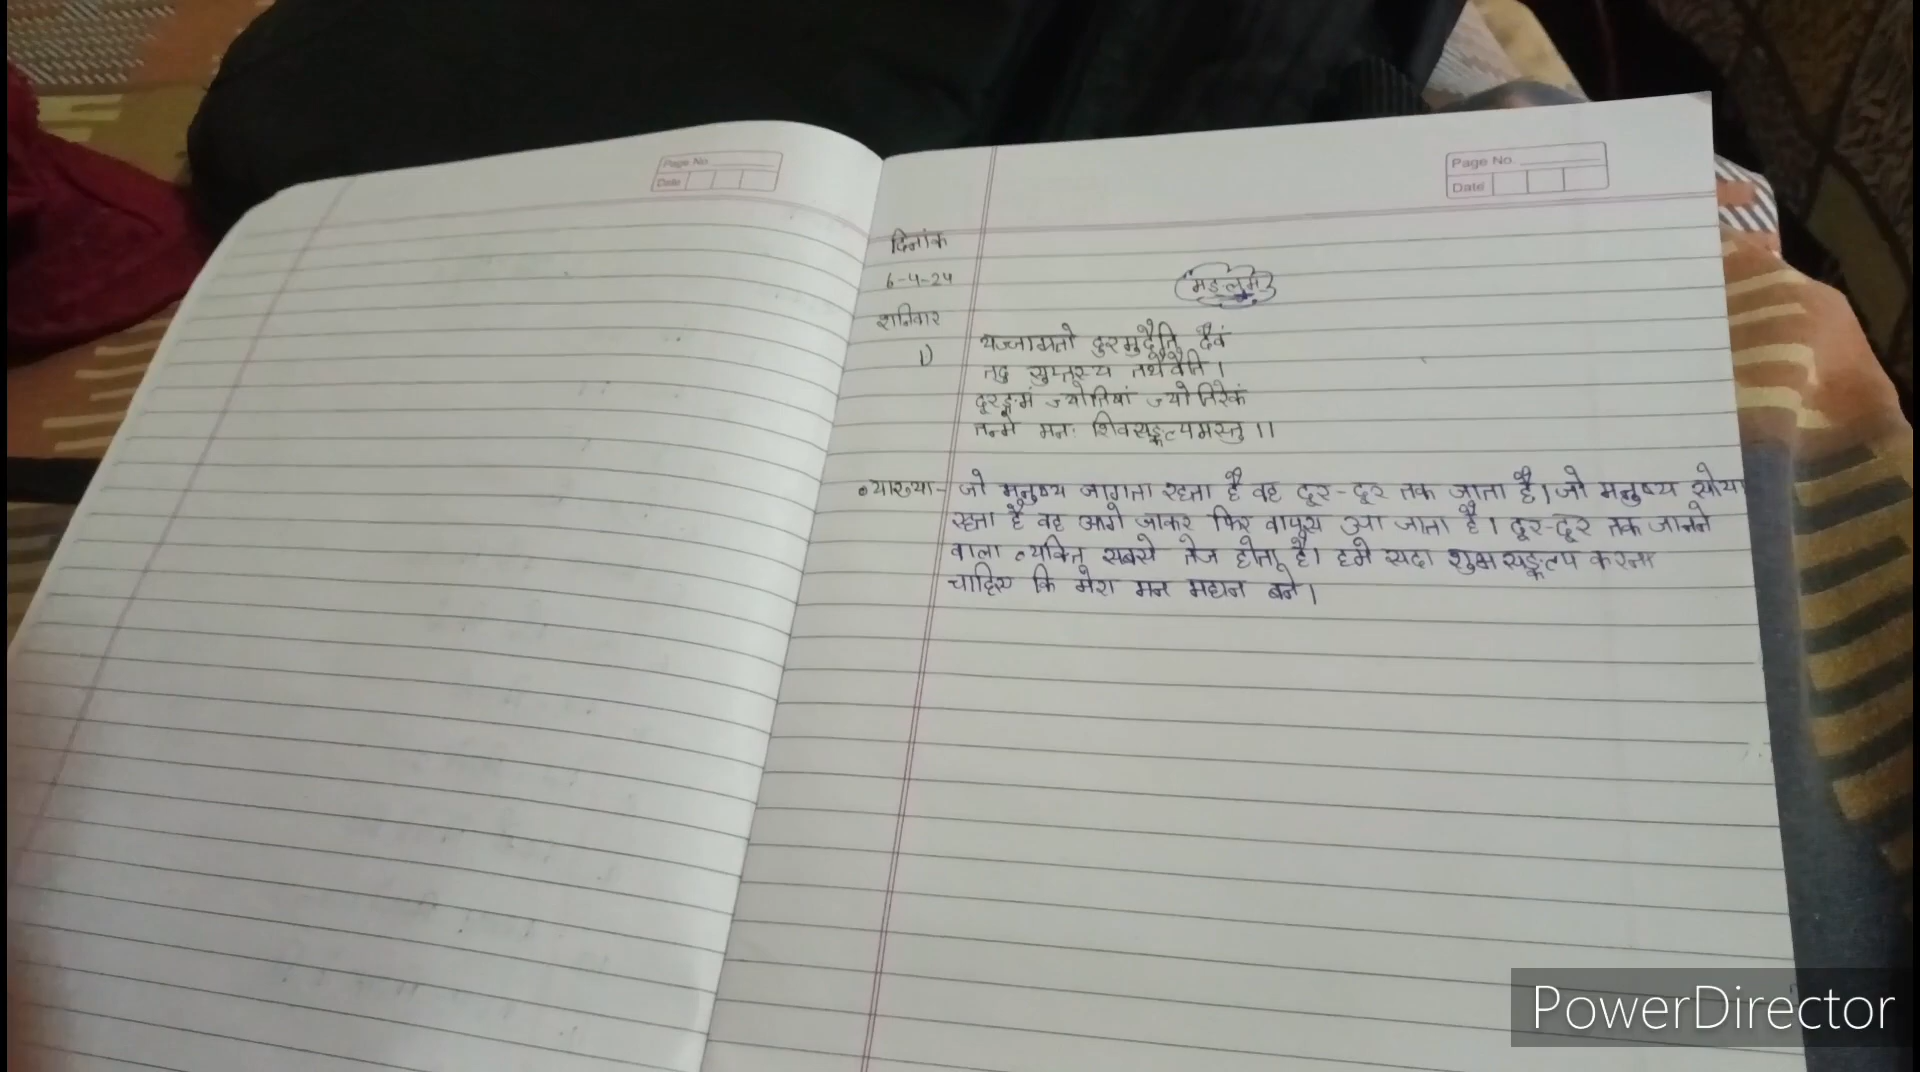 Page No.
Date
Page No.
Date
दिनांक
6-4-24
शनिवार
मङ्लम
1) यज्जाग्रतो दुरमुदैति दैवं
तदु सुप्तस्य तथैवैति।
दूरङ्गमं ज्योतिषां ज्योतिरेकं
तन्मे मनः शिवसङ्कल्पमस्तु।।
व्याख्या- जो मनुष्य जागता रहता है वह दूर-दूर तक जाता है। जो मनुष्य सोया
रहता है वह आगे जाकर फिर वापस आ जाता है। दूर-दूर तक जानने
वाला व्यक्ति सबसे तेज होता है। हमे सदा शुभ सङ्कल्प करना
चाहिए कि मेरा मन महान बने।
PowerDirector